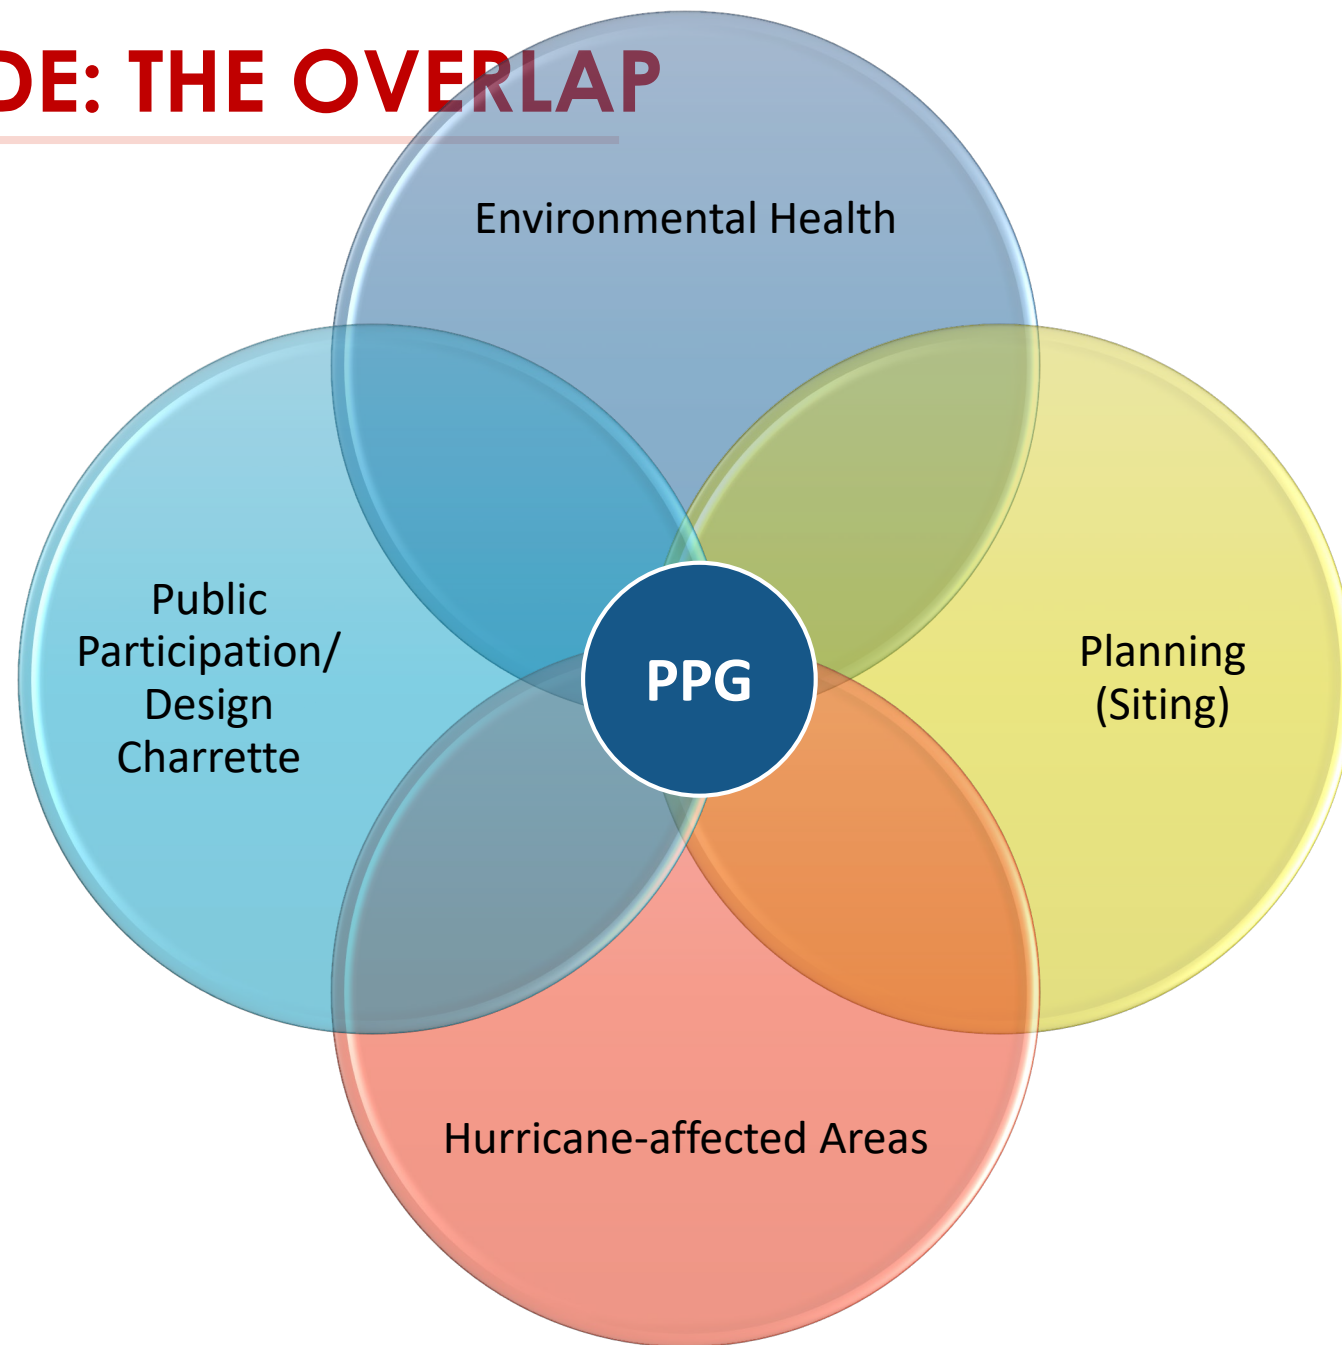 DE: THE OVERLAP
Environmental Health
Public
Participation/
Design
Charrette
PPG
Planning
(Siting)
Hurricane-affected Areas